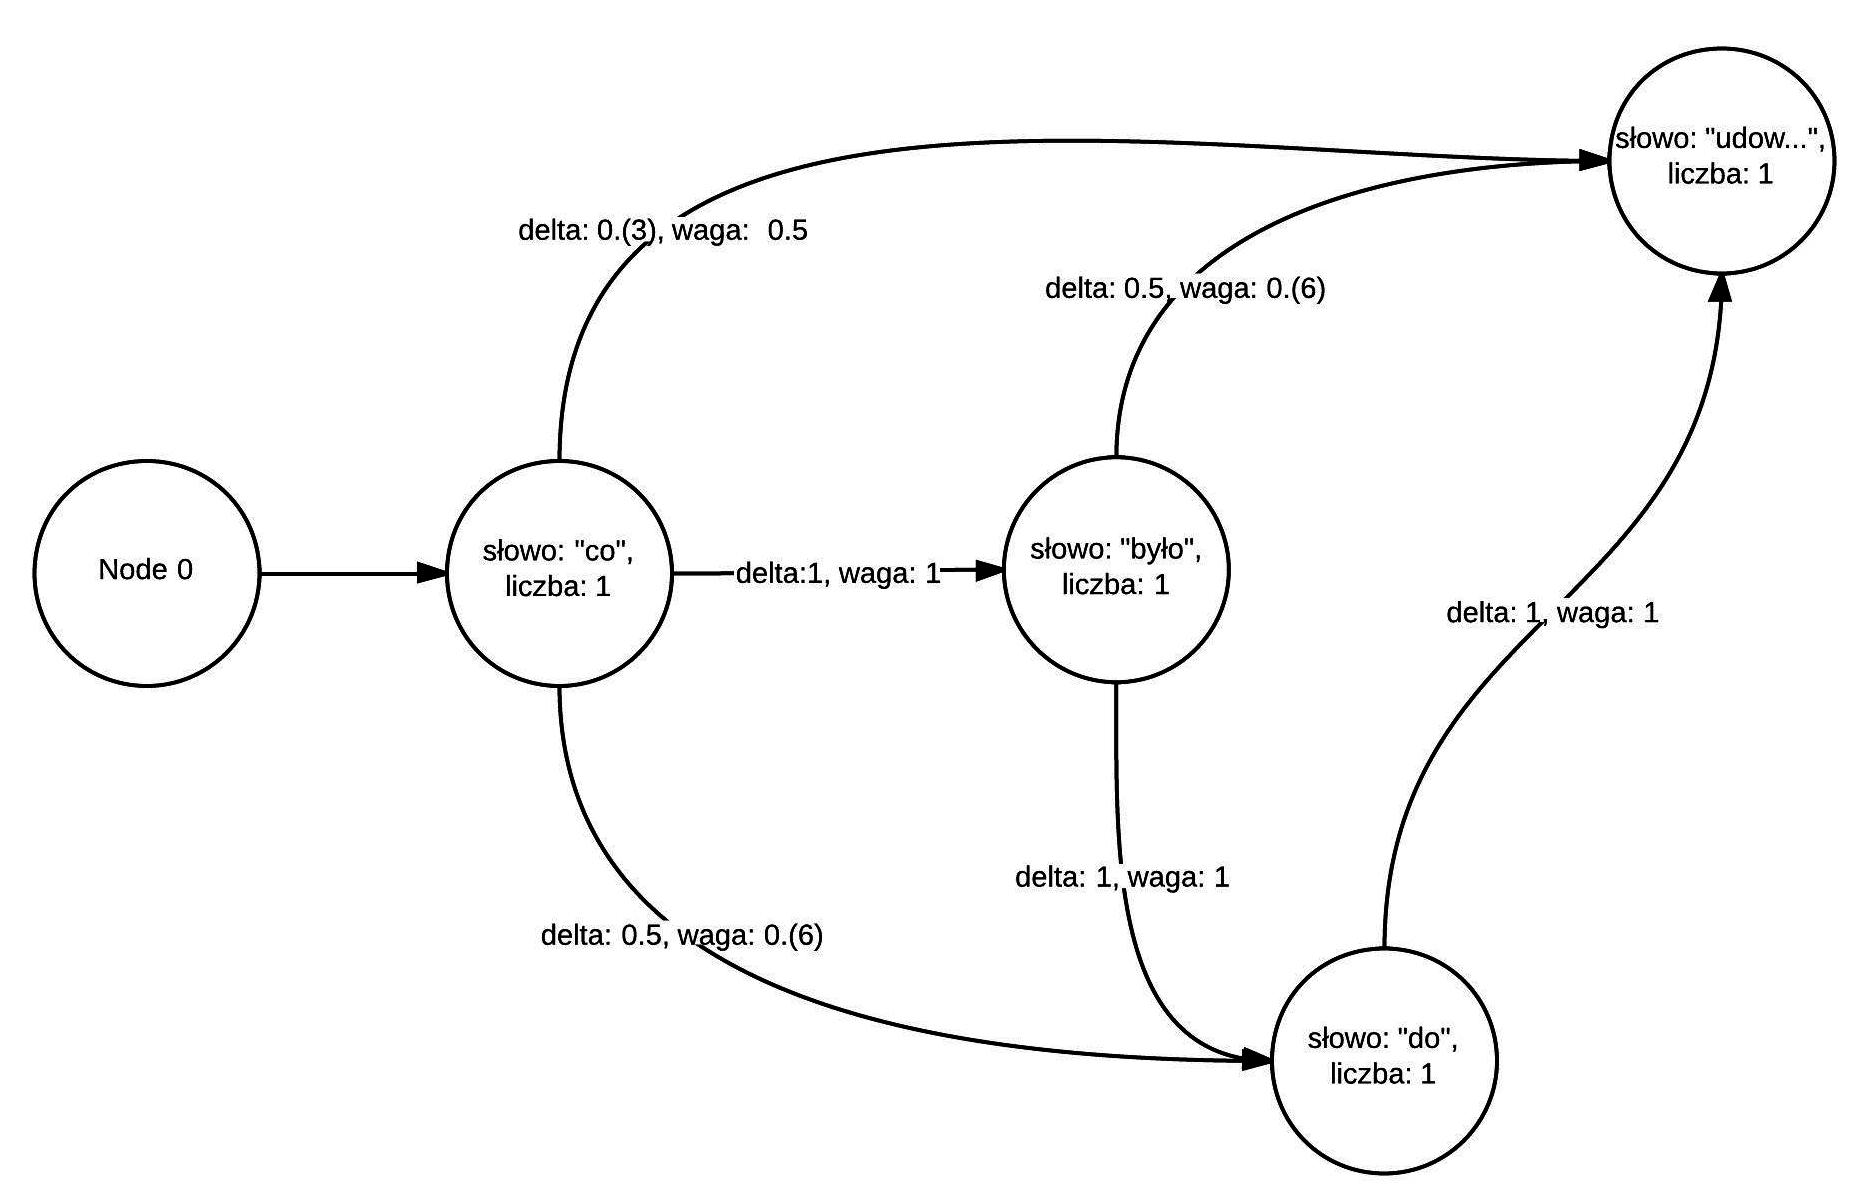 słowo: "udow...",
liczba: 1
delta: 0.(3), waga:  0.5
delta: 0.5, waga: 0.(6)
Node 0
słowo: "co",
liczba: 1
delta:1, waga: 1
słowo: "było",
liczba: 1
delta: 1, waga: 1
delta: 1, waga: 1
delta: 0.5, waga: 0.(6)
słowo: "do",
liczba: 1